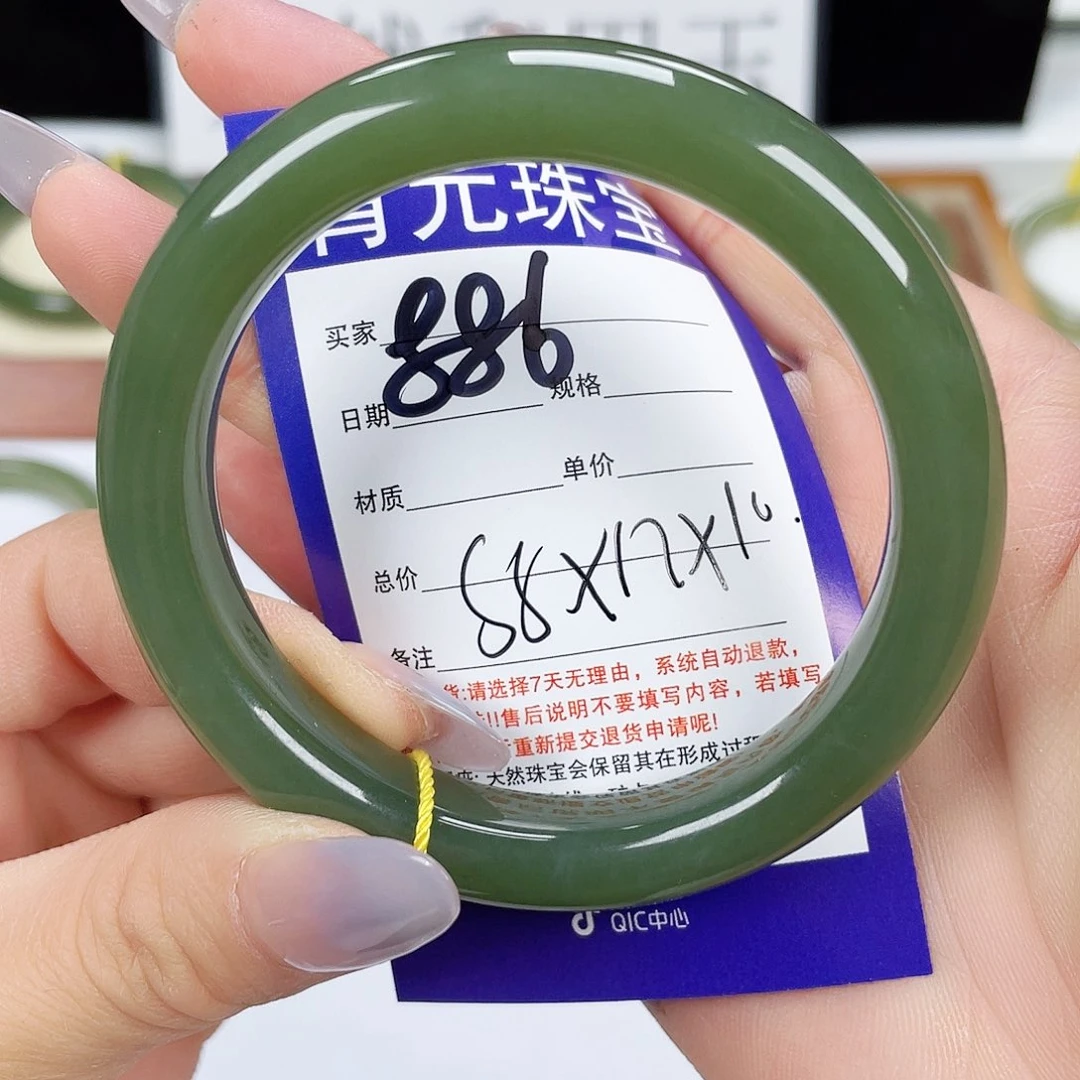 元珠宝
买家 886
日期 规格
材质 单价
总价 58X12X10.
备注
货:请选择7天无理由，系统自动退款，
!!售后说明不要填写内容，若填写
重新提交退货申请呢!
天然珠宝会保留其在形成过程
QIC中心